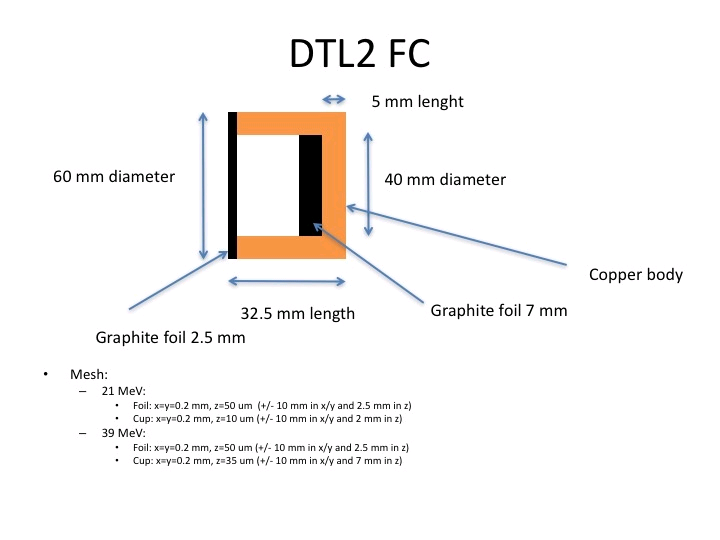 DTL2 FC
5 mm lenght
60 mm diameter
40 mm diameter
Copper body
32.5 mm length
Graphite foil 7 mm
Graphite foil 2.5 mm
• Mesh:
– 21 MeV:
• Foil: x=y=0.2 mm, z=50 um (+/- 10 mm in x/y and 2.5 mm in z)
• Cup: x=y=0.2 mm, z=10 um (+/- 10 mm in x/y and 2 mm in z)
– 39 MeV:
• Foil: x=y=0.2 mm, z=50 um (+/- 10 mm in x/y and 2.5 mm in z)
• Cup: x=y=0.2 mm, z=35 um (+/- 10 mm in x/y and 7 mm in z)